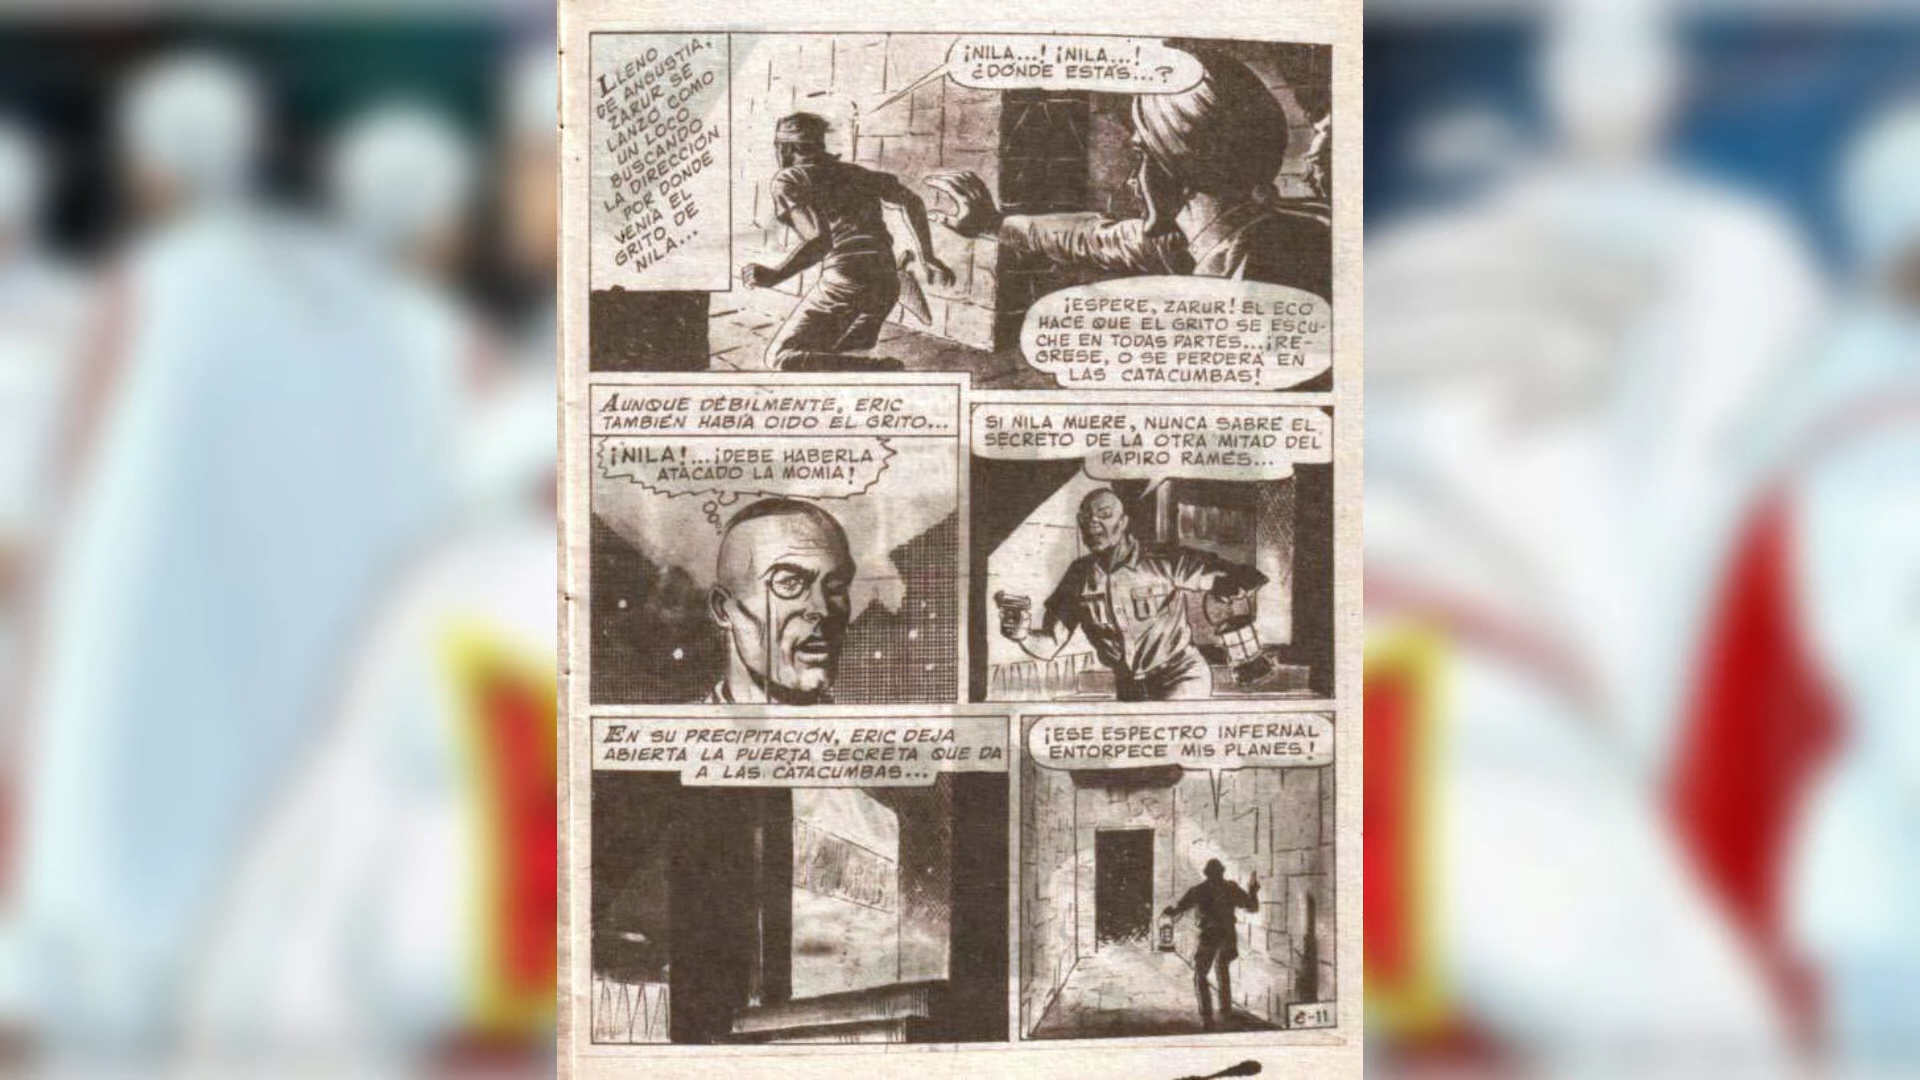 LLENO
DE ANGUSTIA,
ZARUR SE
LANZÓ COMO
UN LOCO
BUSCANDO
LA DIRECCIÓN
POR DONDE
VENÍA EL
GRITO DE
NILA...
¡NILA...! ¡NILA...!
¿DÓNDE ESTÁS...?
¡ESPERE, ZARUR! EL ECO
HACE QUE EL GRITO SE ESCU-
CHE EN TODAS PARTES...¡RE-
GRESE, O SE PERDERÁ EN
LAS CATACUMBAS!
AUNQUE DÉBILMENTE, ERIC
TAMBIÉN HABÍA OÍDO EL GRITO...
¡NILA!...¡DEBE HABERLA
ATACADO LA MOMIA!
SI NILA MUERE, NUNCA SABRÉ EL
SECRETO DE LA OTRA MITAD DEL
PAPIRO RAMÉS...
EN SU PRECIPITACIÓN, ERIC DEJA
ABIERTA LA PUERTA SECRETA QUE DA
A LAS CATACUMBAS...
¡ESE ESPECTRO INFERNAL
ENTORPECE MIS PLANES!
6-11